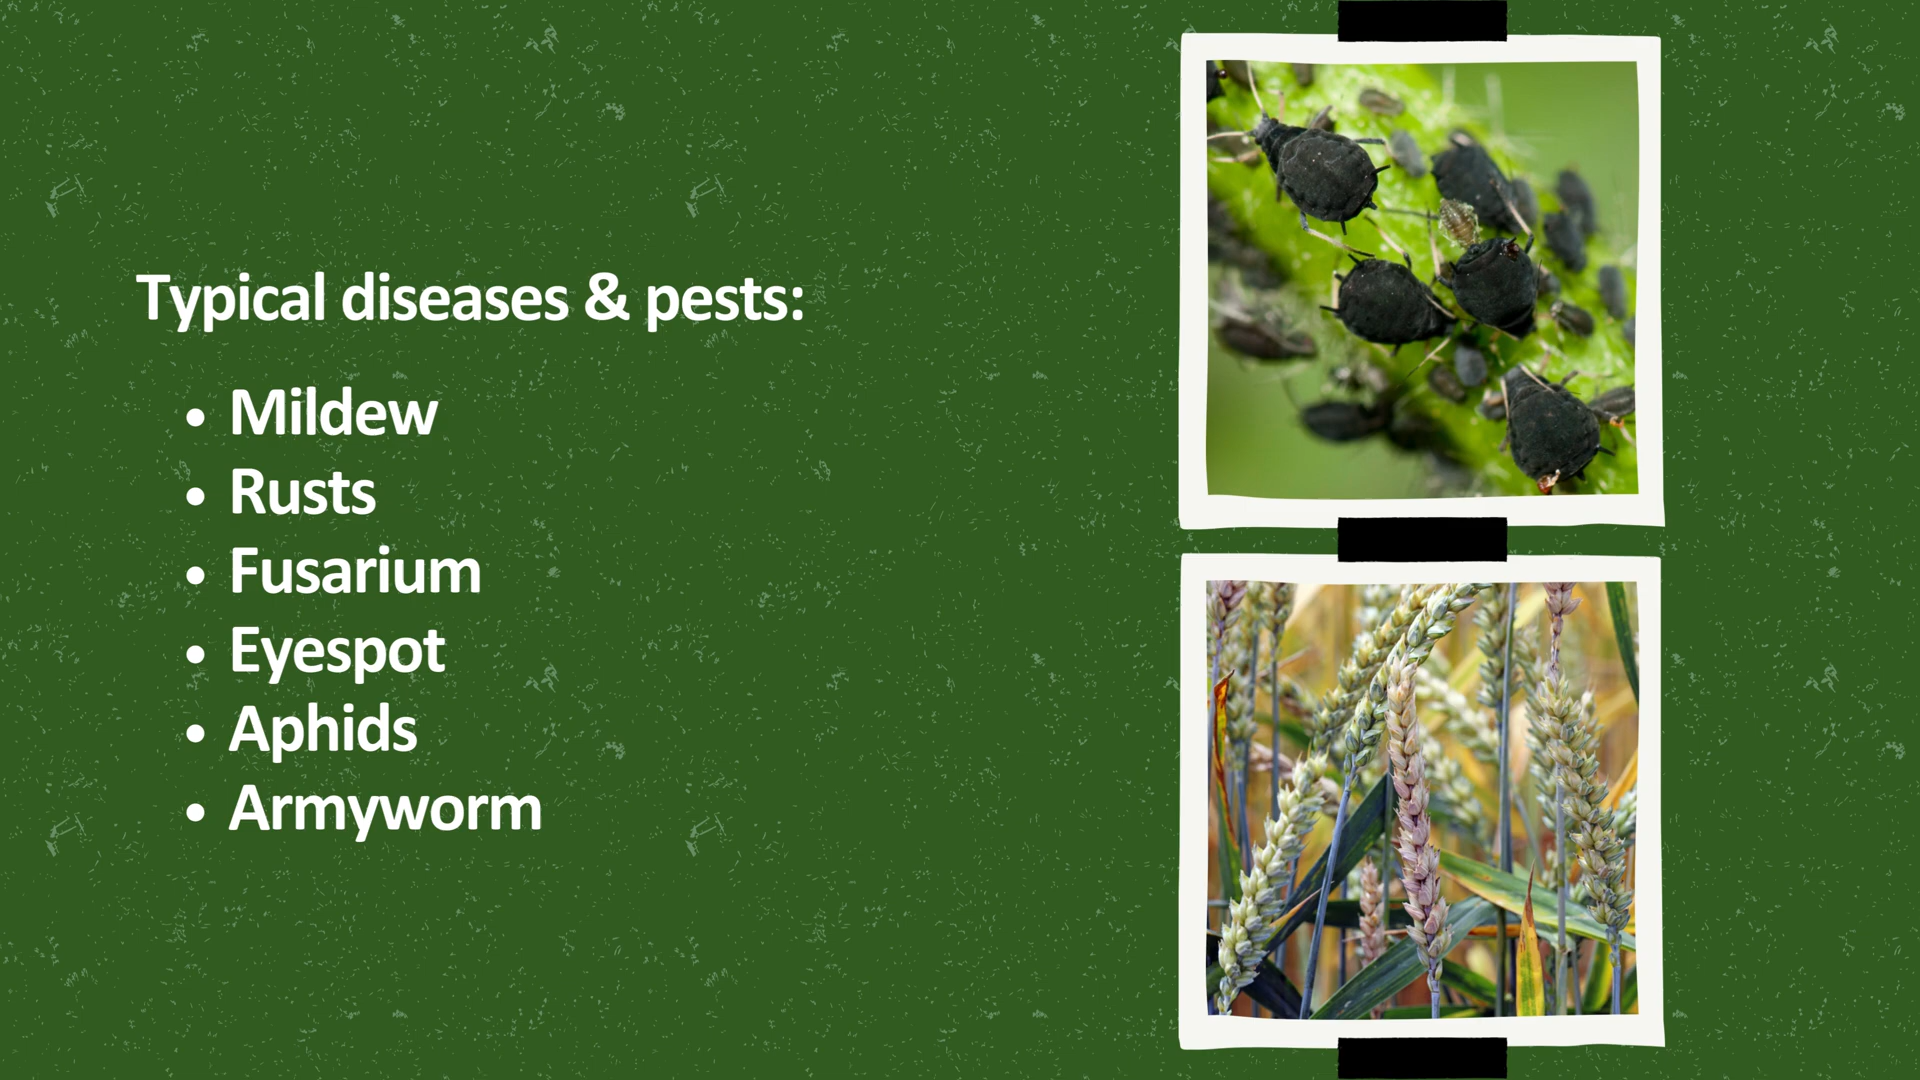 Typical diseases & pests:
• Mildew
• Rusts
• Fusarium
• Eyespot
• Aphids
• Armyworm